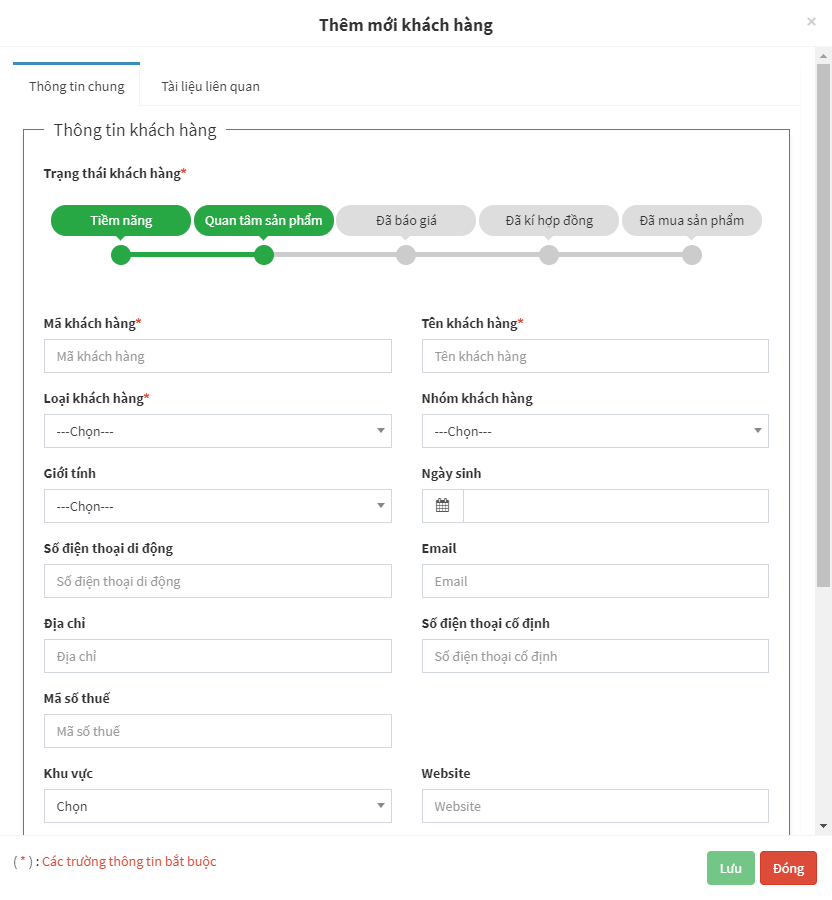 Thêm mới khách hàng
×
Thông tin chung
Tài liệu liên quan
Thông tin khách hàng
Trạng thái khách hàng*
Tiềm năng
Quan tâm sản phẩm
Đã báo giá
Đã kí hợp đồng
Đã mua sản phẩm
Mã khách hàng*
Tên khách hàng*
Mã khách hàng
Tên khách hàng
Loại khách hàng*
Nhóm khách hàng
---Chọn---
---Chọn---
Giới tính
Ngày sinh
---Chọn---
Số điện thoại di động
Email
Số điện thoại di động
Email
Địa chỉ
Số điện thoại cố định
Địa chỉ
Số điện thoại cố định
Mã số thuế
Mã số thuế
Khu vực
Website
Chọn
Website
( * ) : Các trường thông tin bắt buộc
Lưu
Đóng